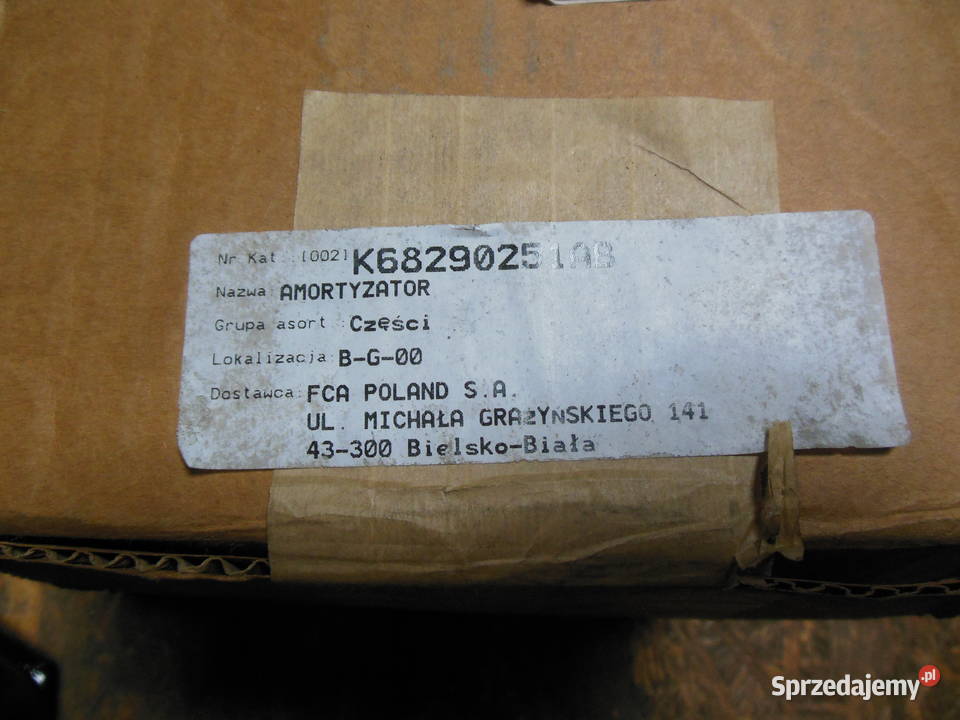 Nr Kat.: [002] K68290251AB
Nazwa: AMORTYZATOR
Grupa asort.: Części
Lokalizacja: B-G-00
Dostawca: FCA POLAND S.A.
UL. MICHAŁA GRAŻYńSKIEGO 141
43-300 Bielsko-Biała
Sprzedajemy.pl